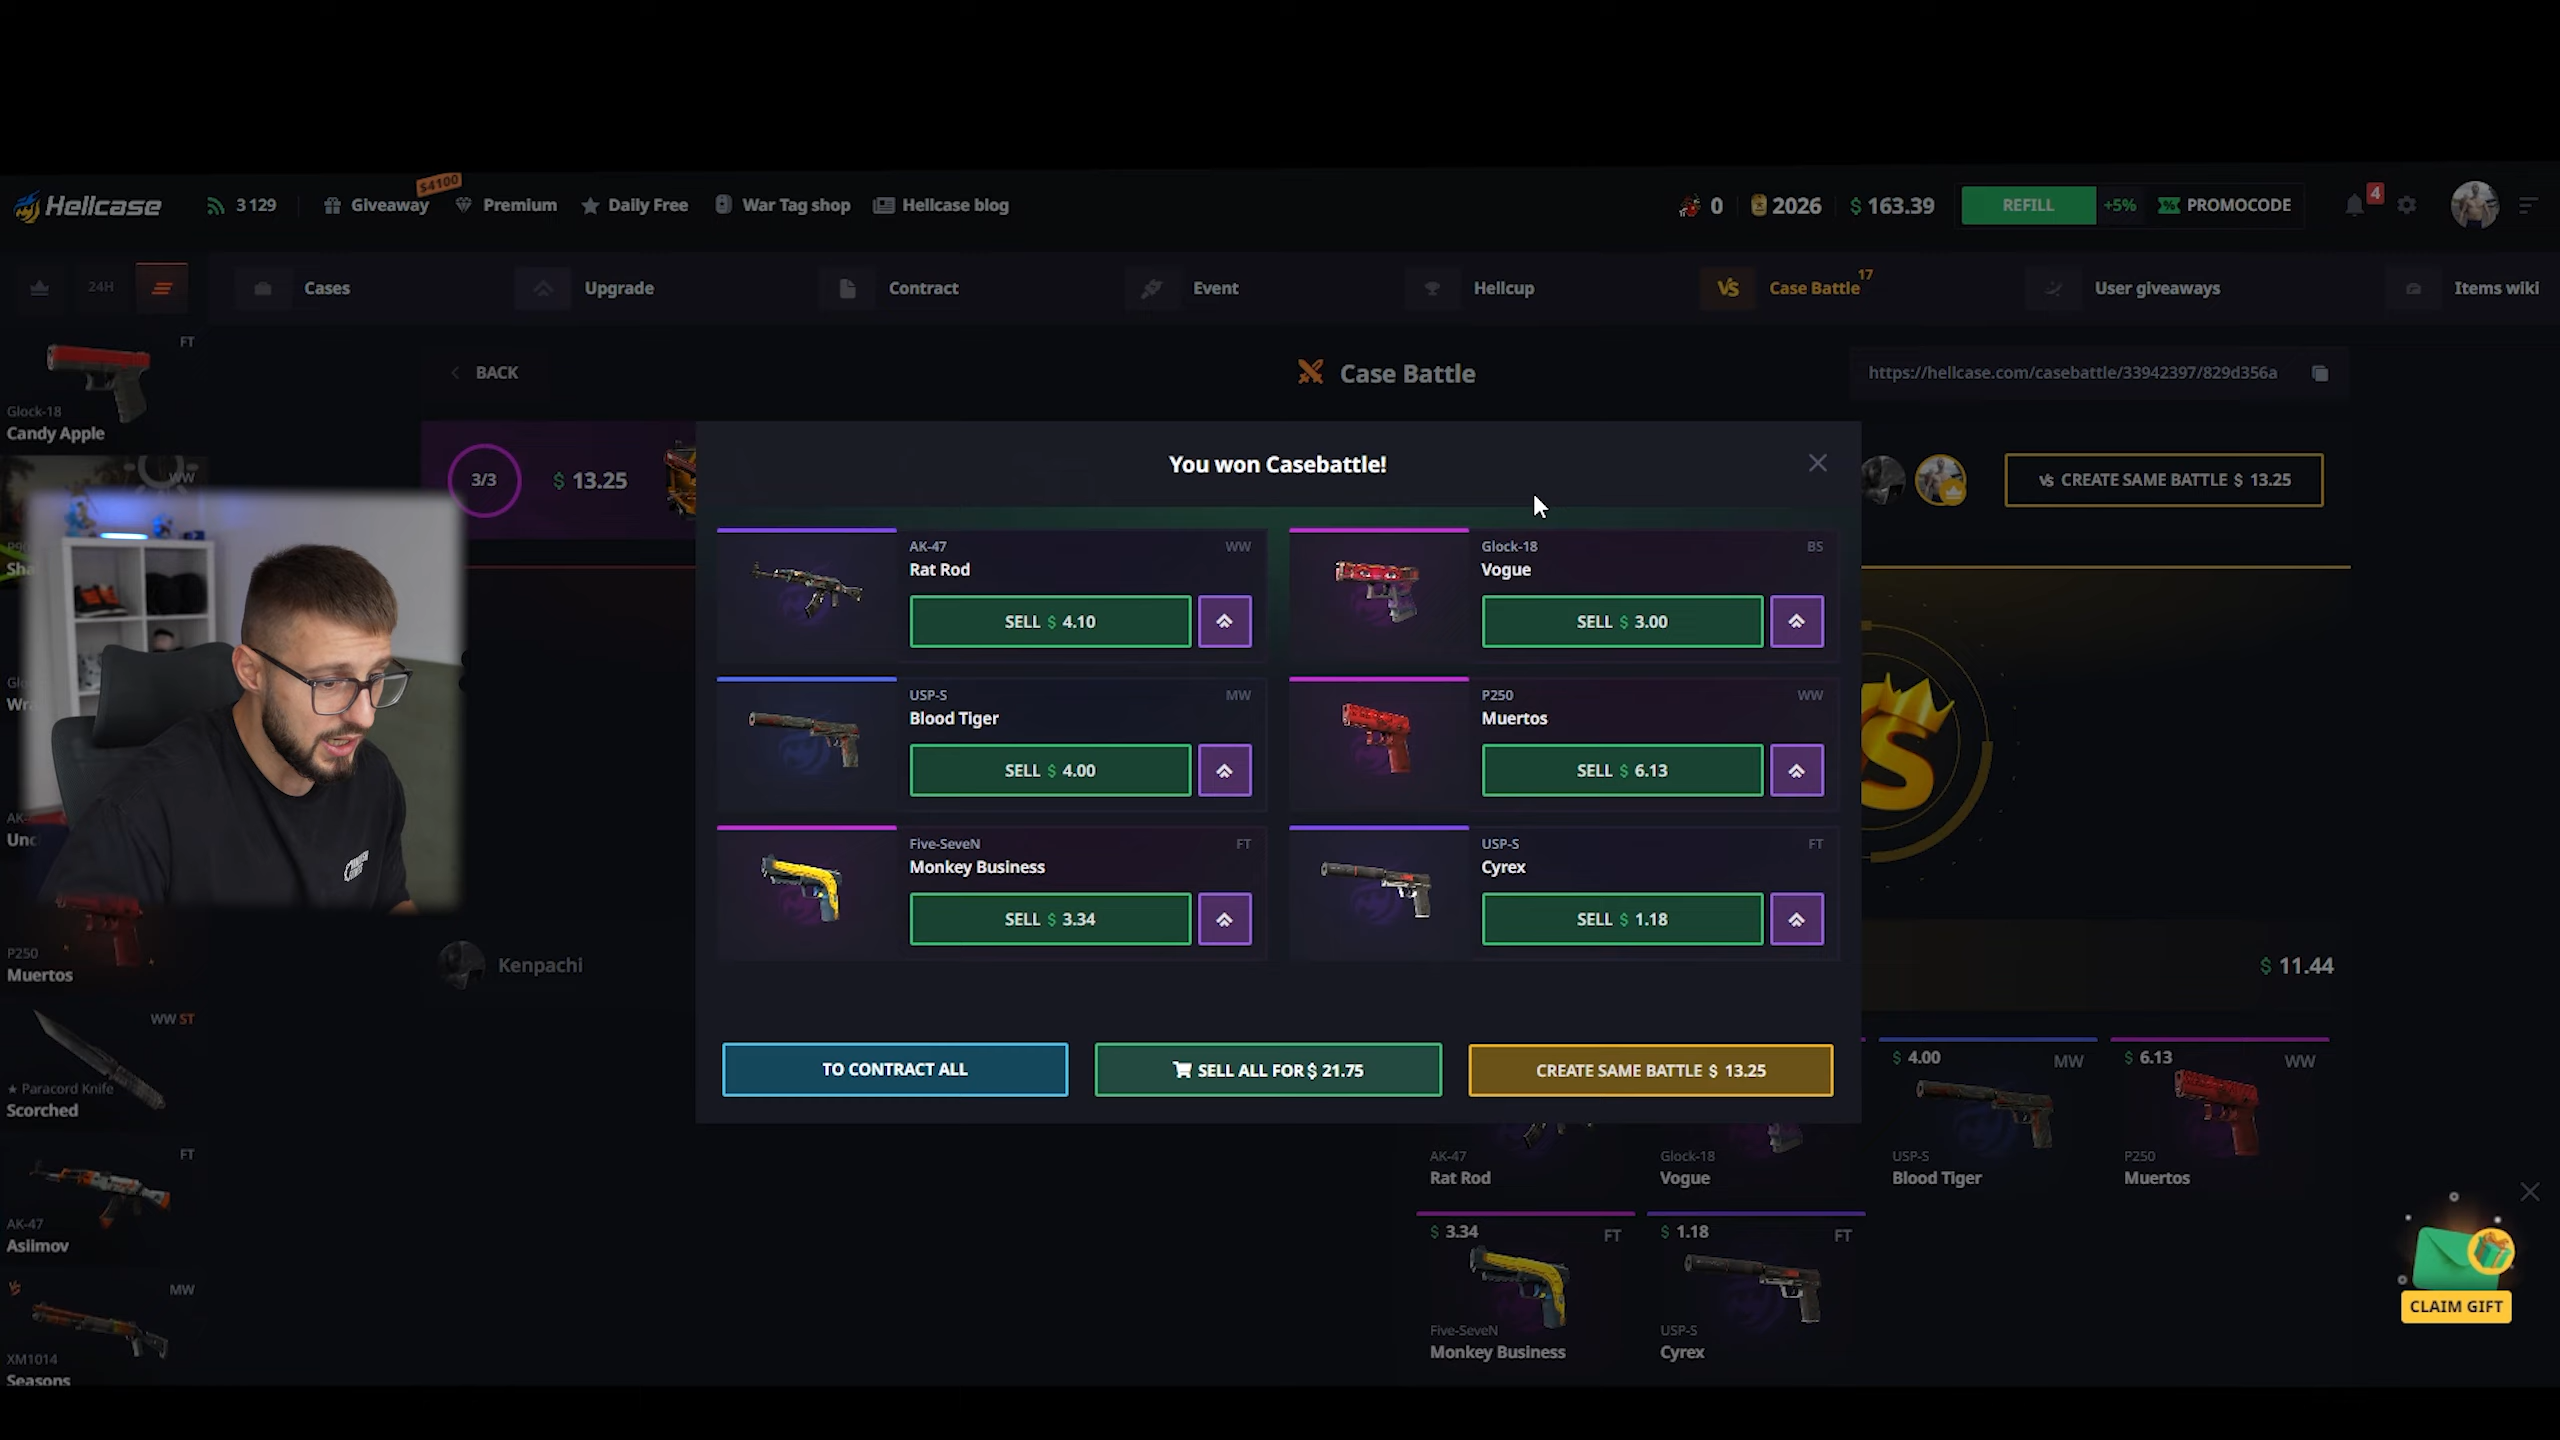 $4100
Hellcase
3 129
Giveaway
Premium
Daily Free
War Tag shop
Hellcase blog
0
2026
$ 163.39
REFILL
+5%
PROMOCODE
4
24H
Cases
Upgrade
Contract
Event
Hellcup
VS
Case Battle
17
User giveaways
Items wiki
FT
Glock-18
Candy Apple
BACK
Case Battle
https://hellcase.com/casebattle/33942397/829d356a
3/3
$ 13.25
VS CREATE SAME BATTLE $ 13.25
You won Casebattle!
AK-47
WW
Rat Rod
SELL $ 4.10
Glock-18
BS
Vogue
SELL $ 3.00
USP-S
MW
Blood Tiger
SELL $ 4.00
P250
WW
Muertos
SELL $ 6.13
Five-SeveN
FT
Monkey Business
SELL $ 3.34
USP-S
FT
Cyrex
SELL $ 1.18
TO CONTRACT ALL
SELL ALL FOR $ 21.75
CREATE SAME BATTLE $ 13.25
WW
P250
Muertos
WW ST
★ Paracord Knife
Scorched
FT
AK-47
Asiimov
MW
XM1014
Seasons
Kenpachi
$ 11.44
AK-47
Rat Rod
Glock-18
Vogue
$ 4.00
MW
USP-S
Blood Tiger
$ 6.13
WW
P250
Muertos
$ 3.34
FT
Five-SeveN
Monkey Business
$ 1.18
FT
USP-S
Cyrex
CLAIM GIFT